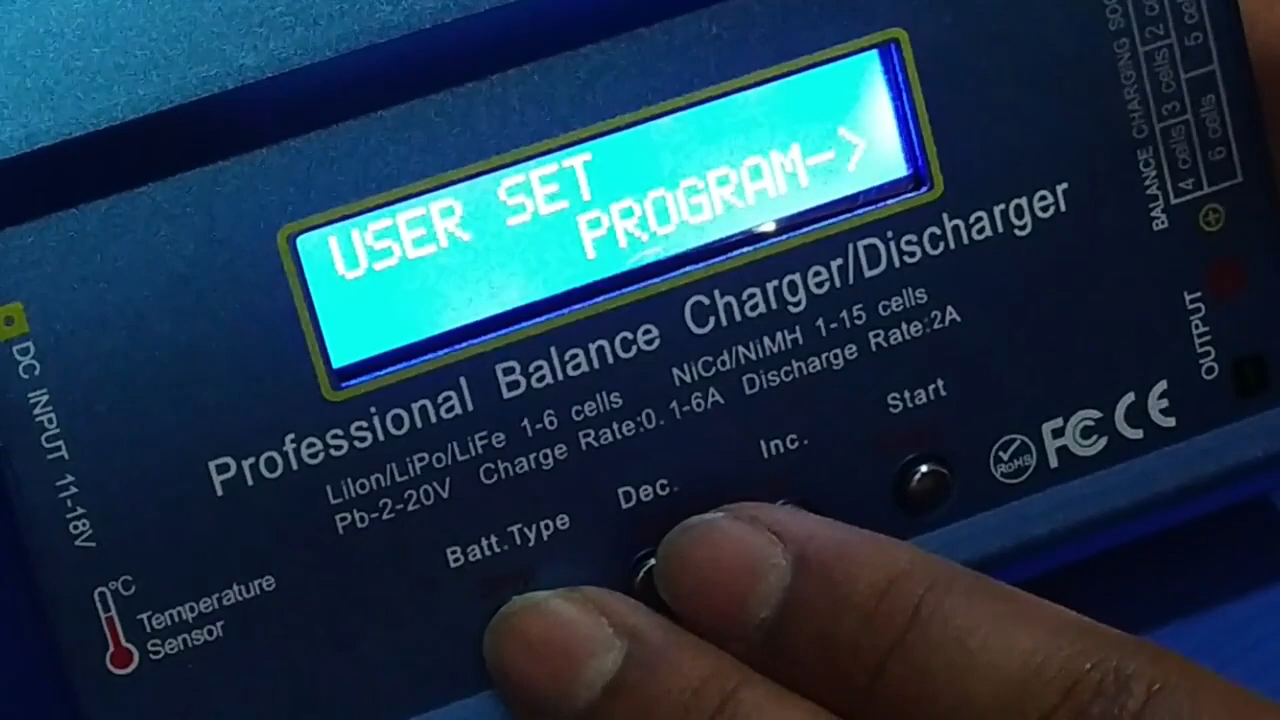 USER SET
PROGRAM->
Professional Balance Charger/Discharger
LiIon/LiPo/LiFe 1-6 cells NiCd/NiMH 1-15 cells
Pb-2-20V Charge Rate:0.1-6A Discharge Rate:2A
Batt.Type Dec. Inc. Start
DC INPUT 11-18V
°C
Temperature
Sensor
BALANCE CHARGING
4 cells 3 cells 2
6 cells 5
OUTPUT
RoHS FC CE